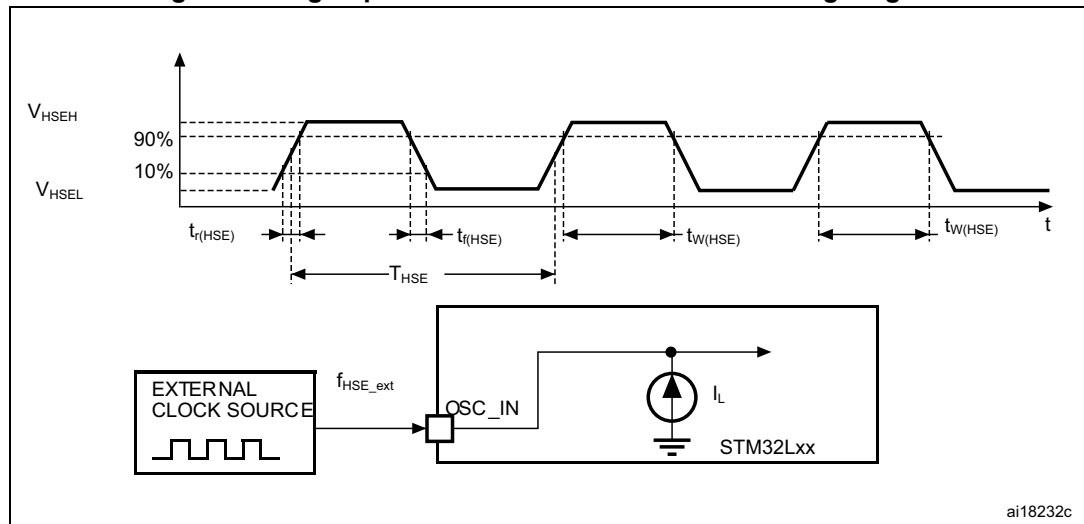 V_HSEH
90%
10%
V_HSEL
t_r(HSE)
t_f(HSE)
t_W(HSE)
t_W(HSE)
t
T_HSE
EXTERNAL
CLOCK SOURCE
f_HSE_ext
OSC_IN
I_L
STM32Lxx
ai18232c